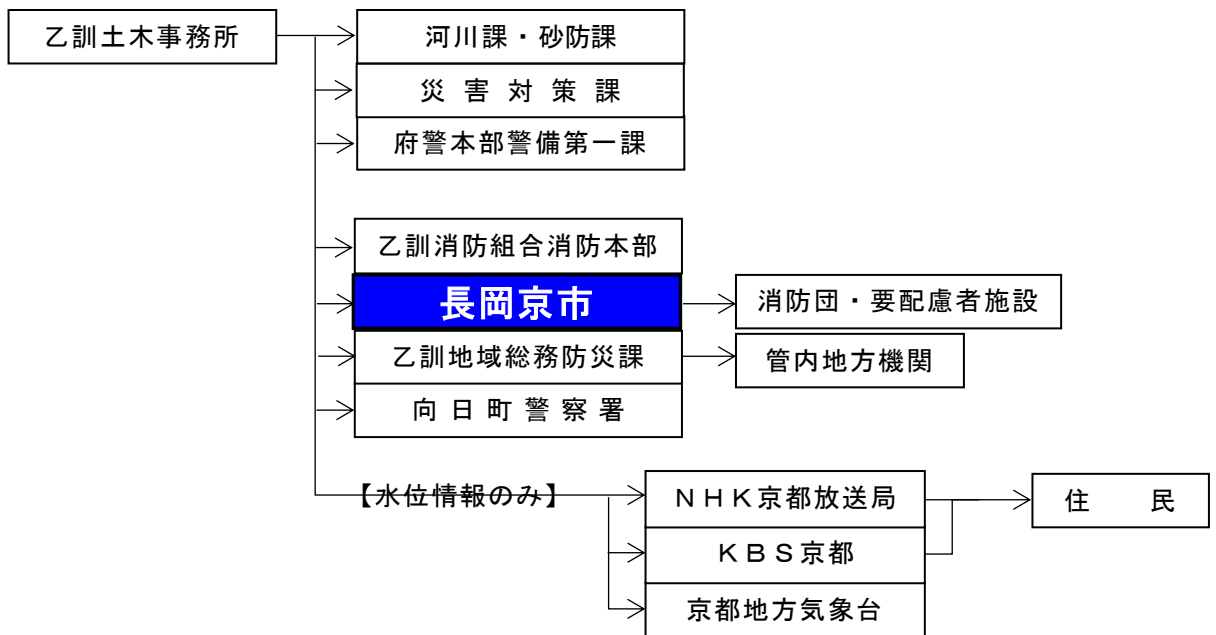 乙訓土木事務所
河川課・砂防課
災害対策課
府警本部警備第一課
乙訓消防組合消防本部
長岡京市
消防団・要配慮者施設
乙訓地域総務防災課
管内地方機関
向日町警察署
【水位情報のみ】
ＮＨＫ京都放送局
住　　民
ＫＢＳ京都
京都地方気象台